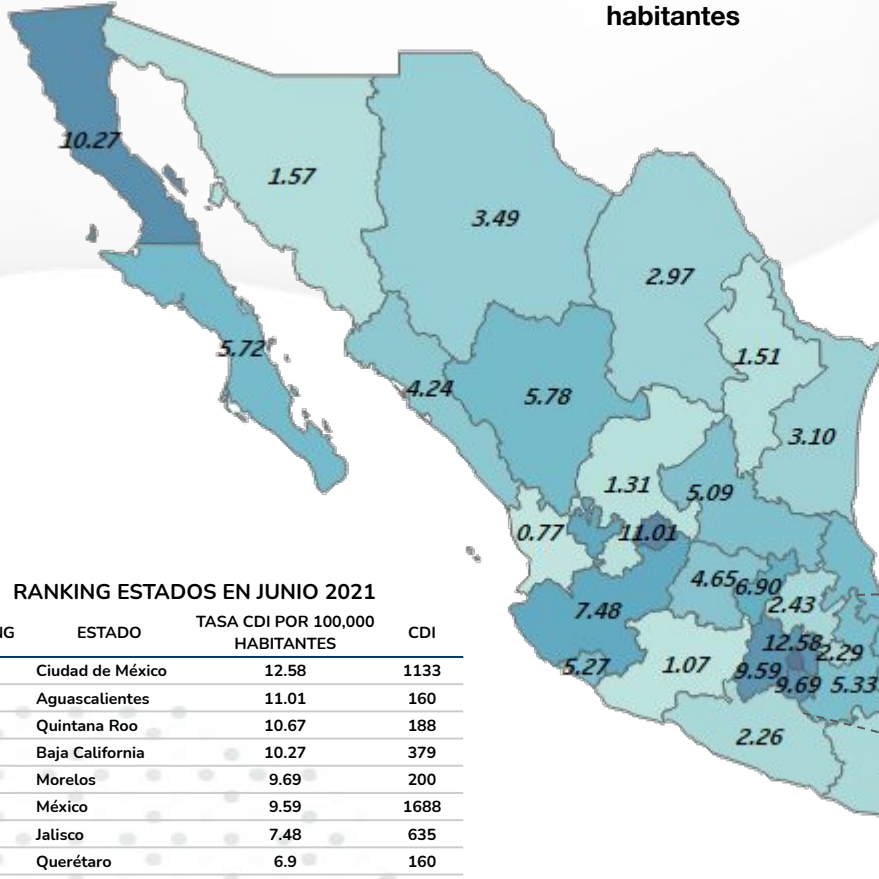 habitantes
10.27
1.57
3.49
2.97
5.72
1.51
4.24
5.78
3.10
1.31
5.09
0.77
11.01
4.65
6.90
2.43
7.48
12.58
2.29
5.27
1.07
9.59
9.69
5.33
2.26
RANKING ESTADOS EN JUNIO 2021
NG ESTADO TASA CDI POR 100,000 HABITANTES CDI
Ciudad de México 12.58 1133
Aguascalientes 11.01 160
Quintana Roo 10.67 188
Baja California 10.27 379
Morelos 9.69 200
México 9.59 1688
Jalisco 7.48 635
Querétaro 6.9 160